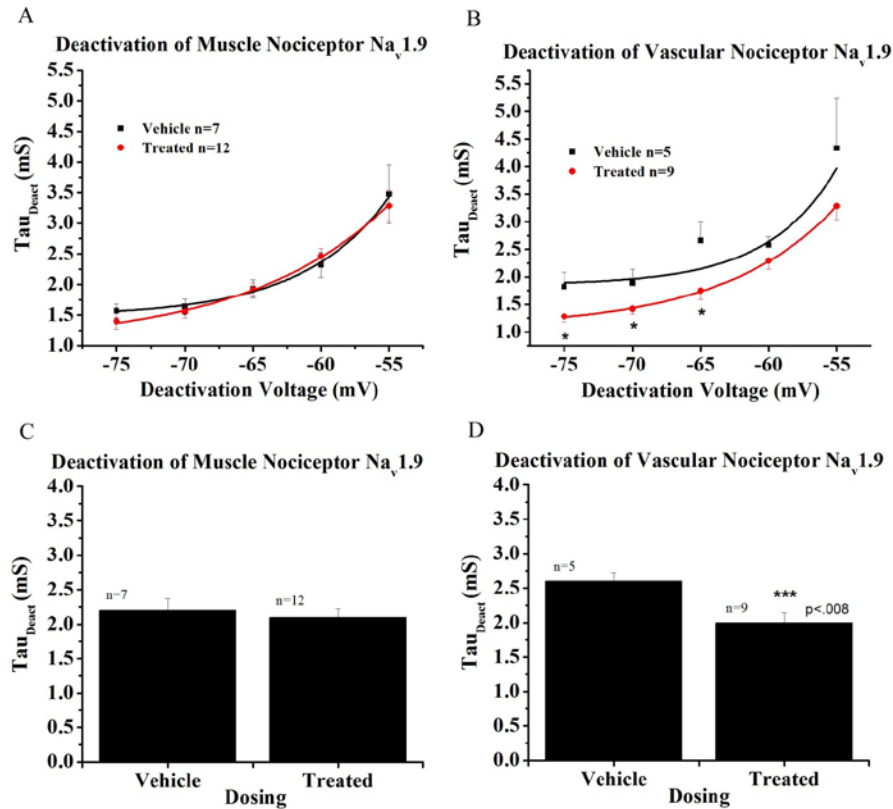 A
Deactivation of Muscle Nociceptor Nav1.9
5.5
5.0
4.5
4.0
3.5
3.0
2.5
2.0
1.5
1.0
TauDeact (mS)
Vehicle n=7
Treated n=12
-75 -70 -65 -60 -55
Deactivation Voltage (mV)
B
Deactivation of Vascular Nociceptor Nav1.9
5.5
5.0
4.5
4.0
3.5
3.0
2.5
2.0
1.5
1.0
TauDeact (mS)
Vehicle n=5
Treated n=9
* * *
-75 -70 -65 -60 -55
Deactivation Voltage (mV)
C
Deactivation of Muscle Nociceptor Nav1.9
4.0
3.5
3.0
2.5
2.0
1.5
1.0
0.5
0.0
TauDeact (mS)
n=7
n=12
Vehicle Treated
Dosing
D
Deactivation of Vascular Nociceptor Nav1.9
4.0
3.5
3.0
2.5
2.0
1.5
1.0
0.5
0.0
TauDeact (mS)
n=5
***
n=9 p<.008
Vehicle Treated
Dosing